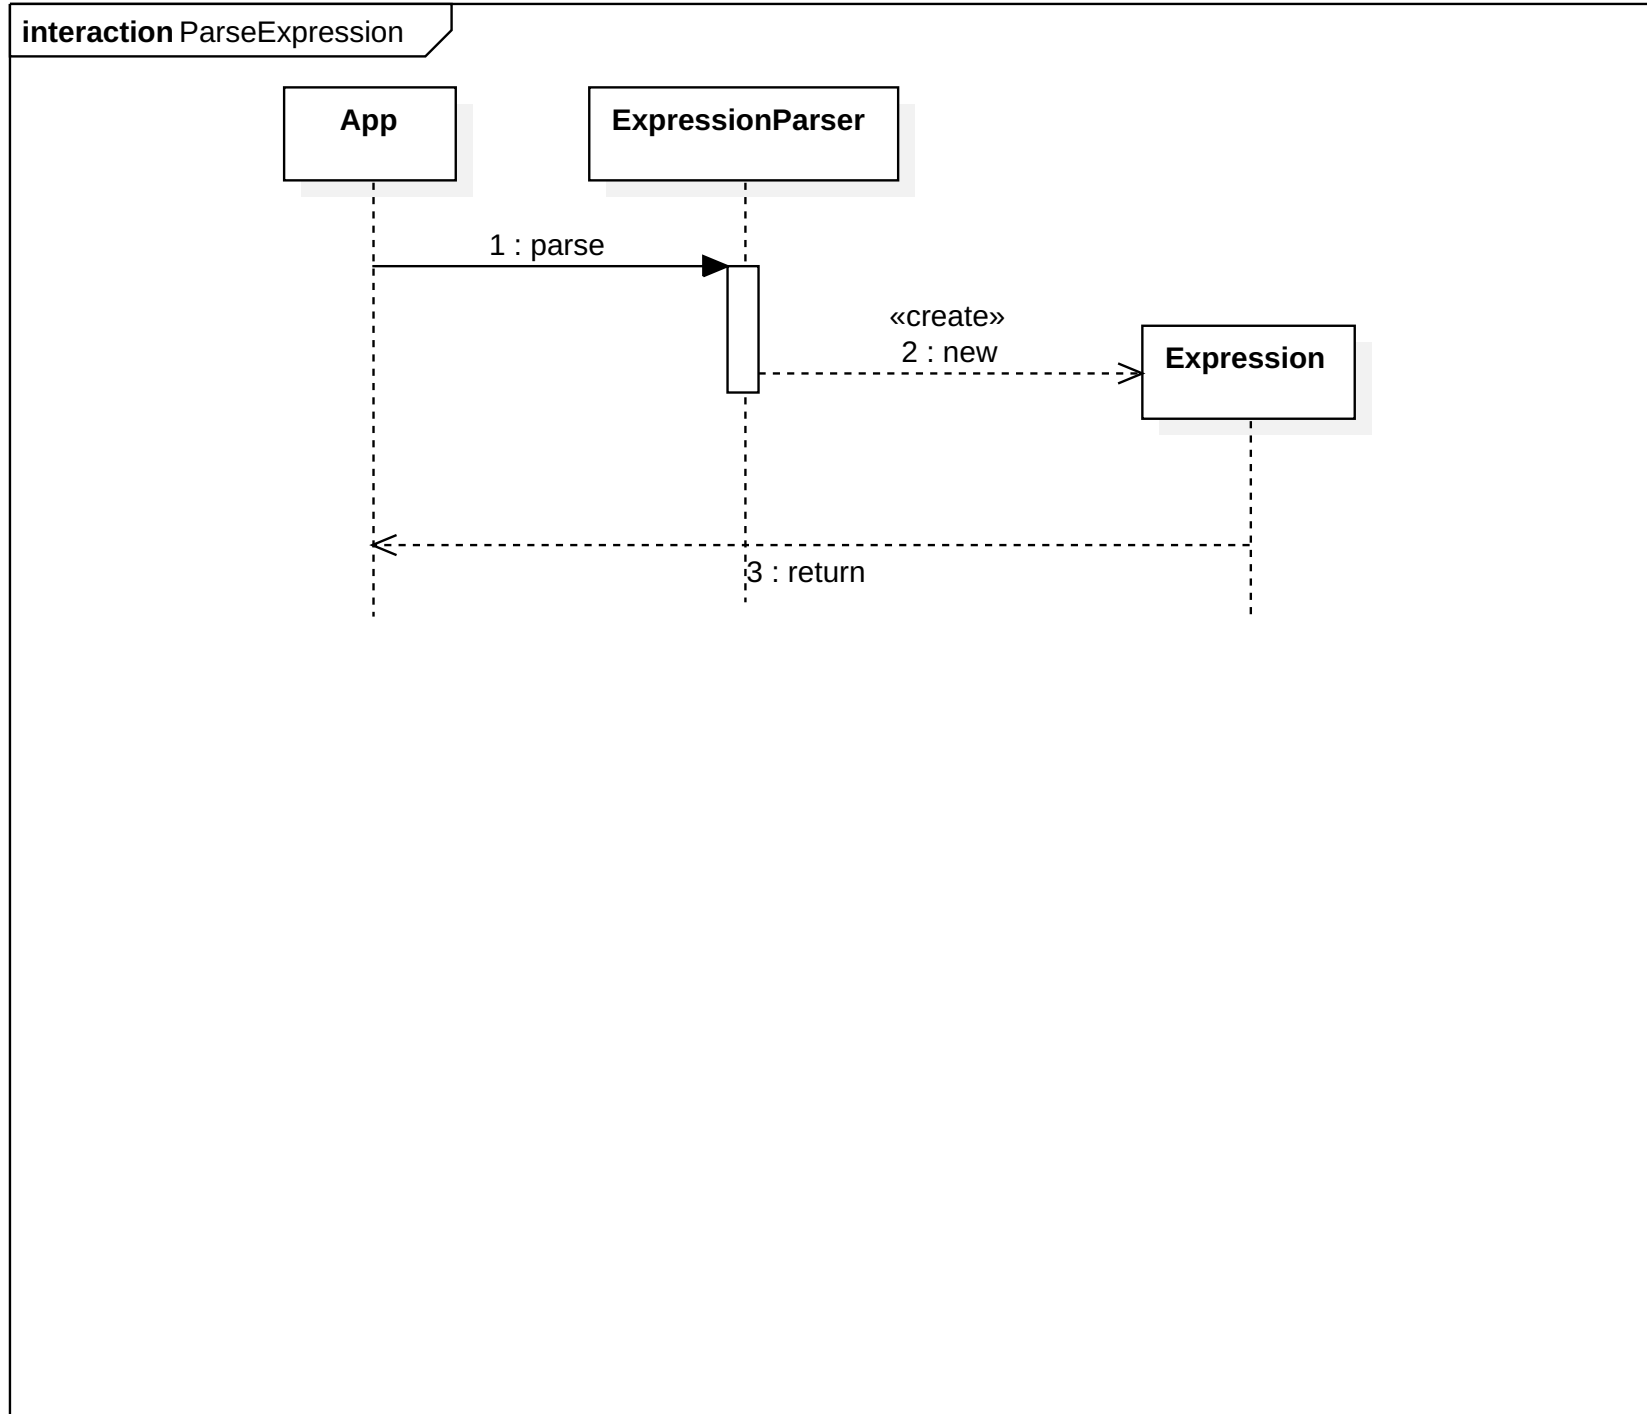 interaction ParseExpression
App
ExpressionParser
1 : parse
«create»
2 : new
Expression
3 : return